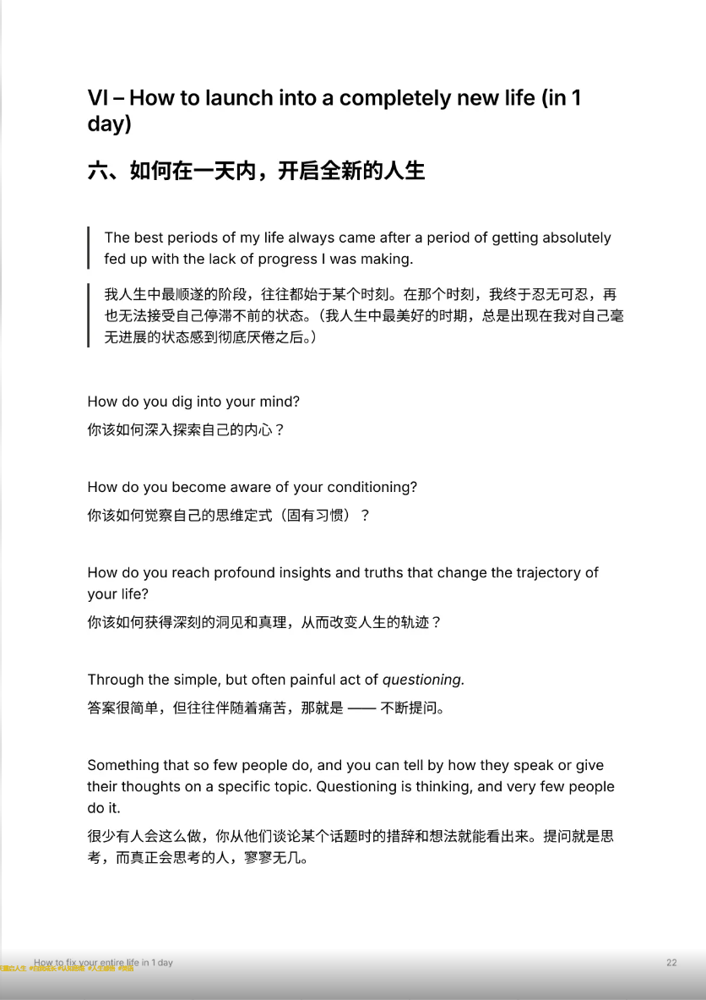 VI – How to launch into a completely new life (in 1
day)
六、如何在一天内，开启全新的人生
The best periods of my life always came after a period of getting absolutely
fed up with the lack of progress I was making.
我人生中最顺遂的阶段，往往都始于某个时刻。在那个时刻，我终于忍无可忍，再
也无法接受自己停滞不前的状态。（我人生中最美好的时期，总是出现在我对自己毫
无进展的状态感到彻底厌倦之后。）
How do you dig into your mind?
你该如何深入探索自己的内心？
How do you become aware of your conditioning?
你该如何觉察自己的思维定式（固有习惯）？
How do you reach profound insights and truths that change the trajectory of
your life?
你该如何获得深刻的洞见和真理，从而改变人生的轨迹？
Through the simple, but often painful act of questioning.
答案很简单，但往往伴随着痛苦，那就是 —— 不断提问。
Something that so few people do, and you can tell by how they speak or give
their thoughts on a specific topic. Questioning is thinking, and very few people
do it.
很少有人会这么做，你从他们谈论某个话题时的措辞和想法就能看出来。提问就是思
考，而真正会思考的人，寥寥无几。
How to fix your entire life in 1 day
22